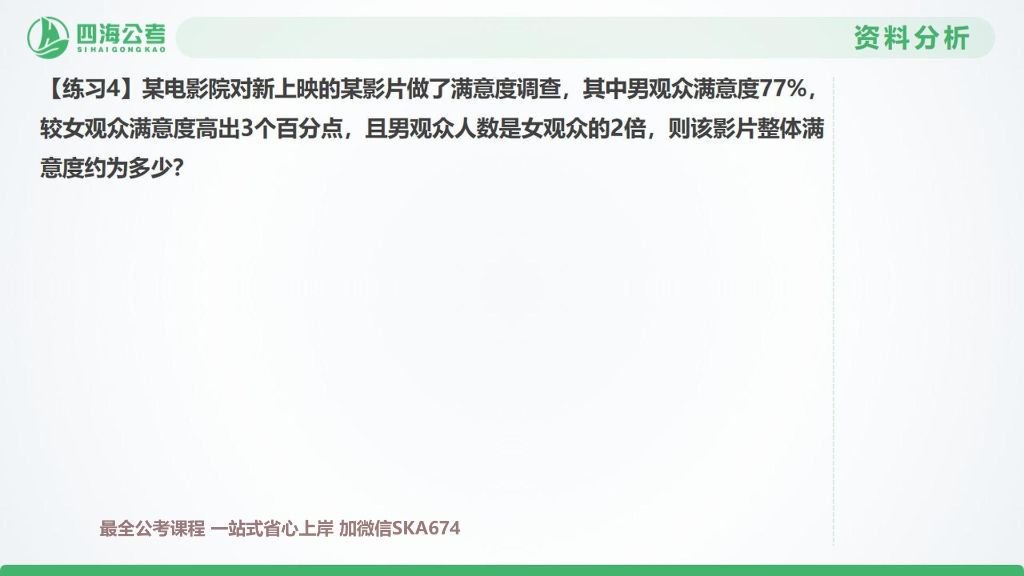 四海公考
SIHAIGONGKAO
资料分析
【练习4】某电影院对新上映的某影片做了满意度调查，其中男观众满意度77%，
较女观众满意度高出3个百分点，且男观众人数是女观众的2倍，则该影片整体满
意度约为多少？
最全公考课程 一站式省心上岸 加微信SKA674